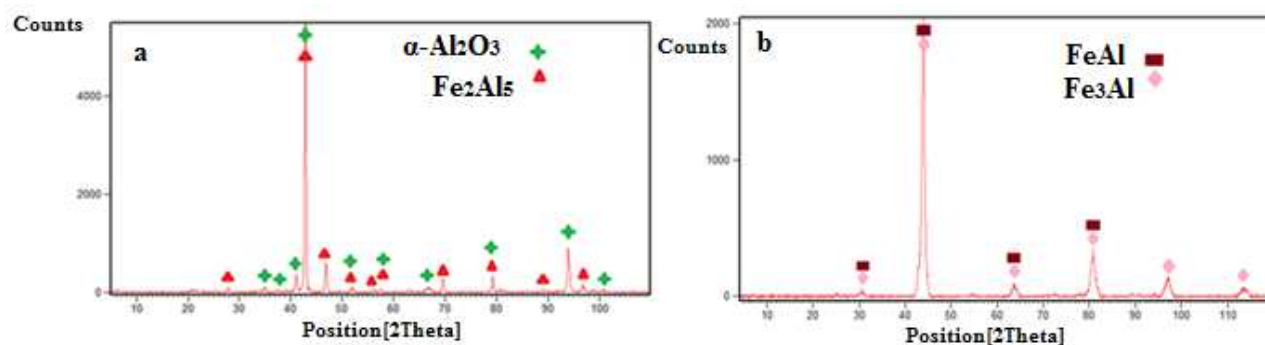 Counts
a
α-Al2O3
Fe2Al5
4000
2000
0
10 20 30 40 50 60 70 80 90 100
Position[2Theta]
Counts
b
FeAl
Fe3Al
2000
1000
0
10 20 30 40 50 60 70 80 90 100 110
Position[2Theta]